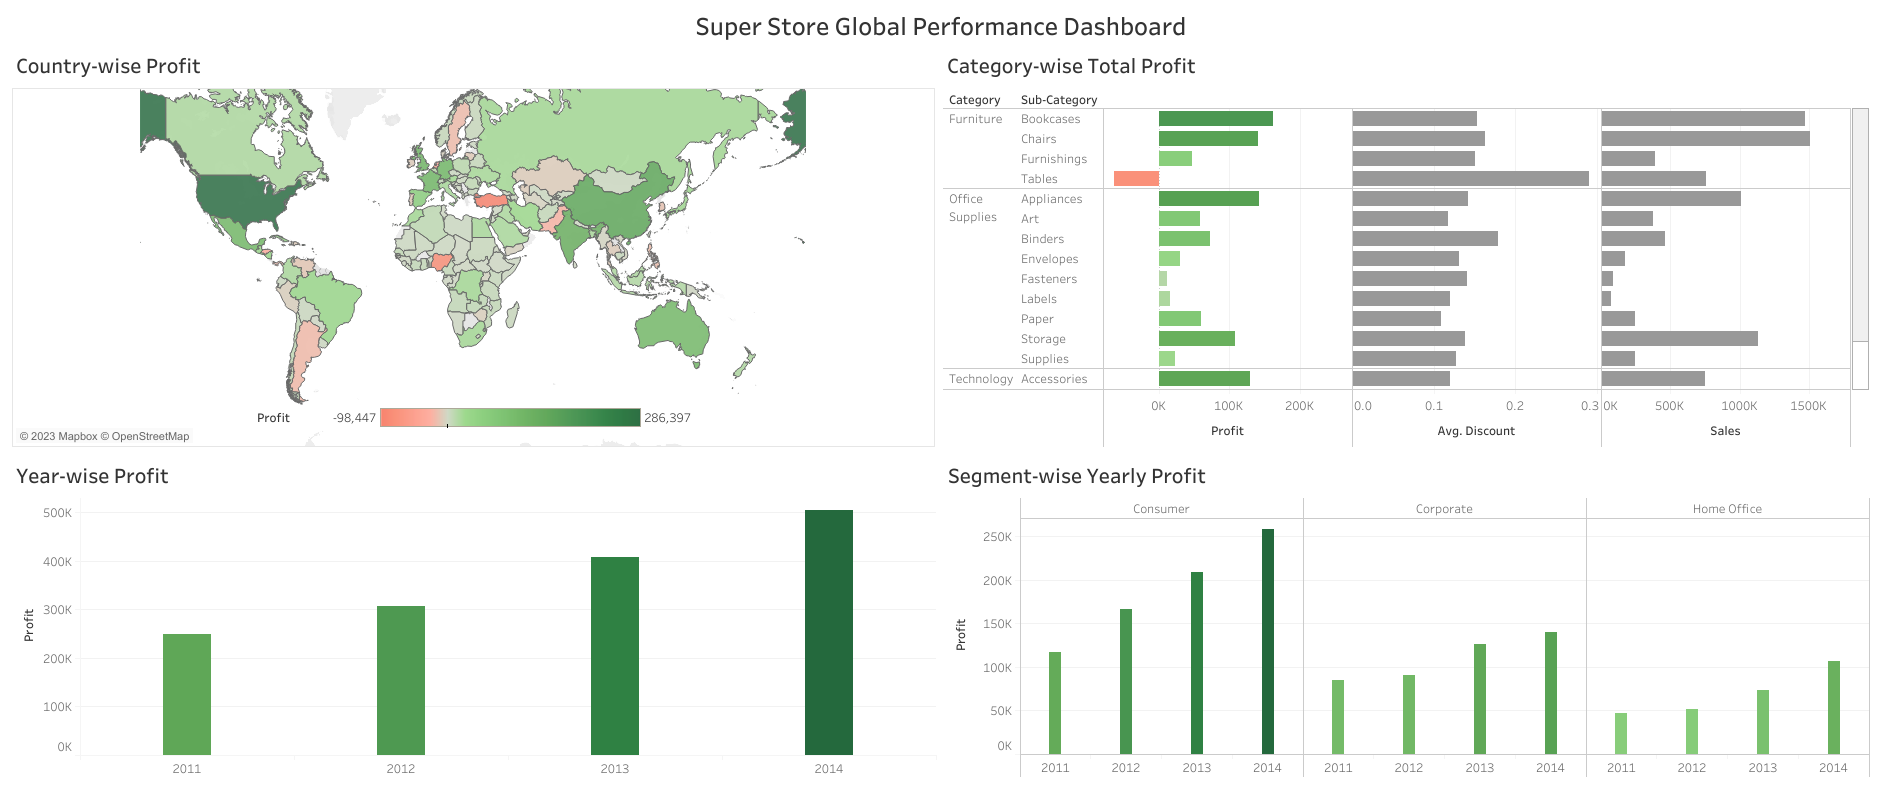 Super Store Global Performance Dashboard
Country-wise Profit
Profit
-98,447
286,397
© 2023 Mapbox © OpenStreetMap
Category-wise Total Profit
Category Sub-Category
Furniture Bookcases
Chairs
Furnishings
Tables
Office Supplies Appliances
Art
Binders
Envelopes
Fasteners
Labels
Paper
Storage
Supplies
Technology Accessories
0K 100K 200K
0.0 0.1 0.2 0.3
0K 500K 1000K 1500K
Profit
Avg. Discount
Sales
Year-wise Profit
Profit
500K
400K
300K
200K
100K
0K
2011 2012 2013 2014
Segment-wise Yearly Profit
Consumer Corporate Home Office
Profit
250K
200K
150K
100K
50K
0K
2011 2012 2013 2014 2011 2012 2013 2014 2011 2012 2013 2014